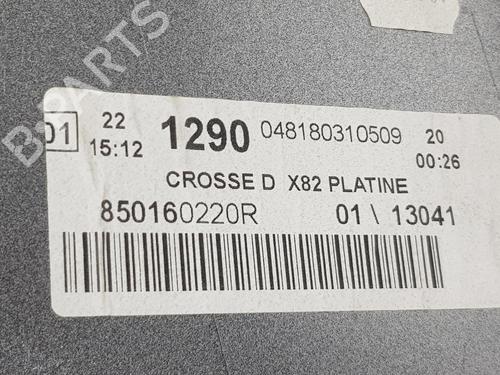 B-PARTS
01 22 1290 048180310509 20
15:12 00:26
CROSSE D X82 PLATINE
850160220R 01 \ 13041